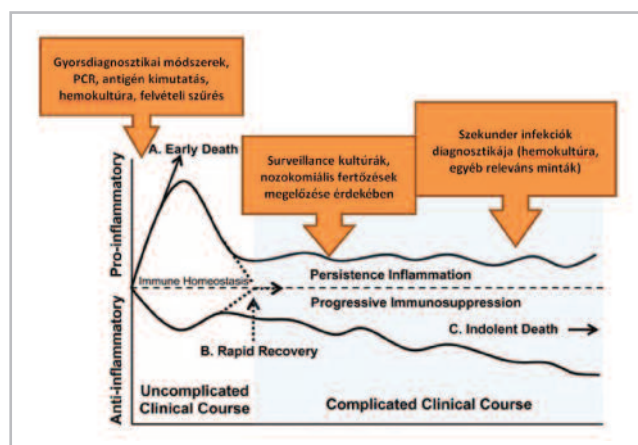 Gyorsdiagnosztikai módszerek,
PCR, antigén kimutatás,
hemokultúra, felvételi szűrés
Szekunder infekciók
diagnosztikája (hemokultúra,
egyéb releváns minták)
Surveillance kultúrák,
nozokomiális fertőzések
megelőzése érdekében
A. Early Death
Pro-inflammatory
Immune Homeostasis
Persistence Inflammation
Progressive Immunosuppression
C. Indolent Death
B. Rapid Recovery
Anti-inflammatory
Uncomplicated
Clinical Course
Complicated Clinical Course